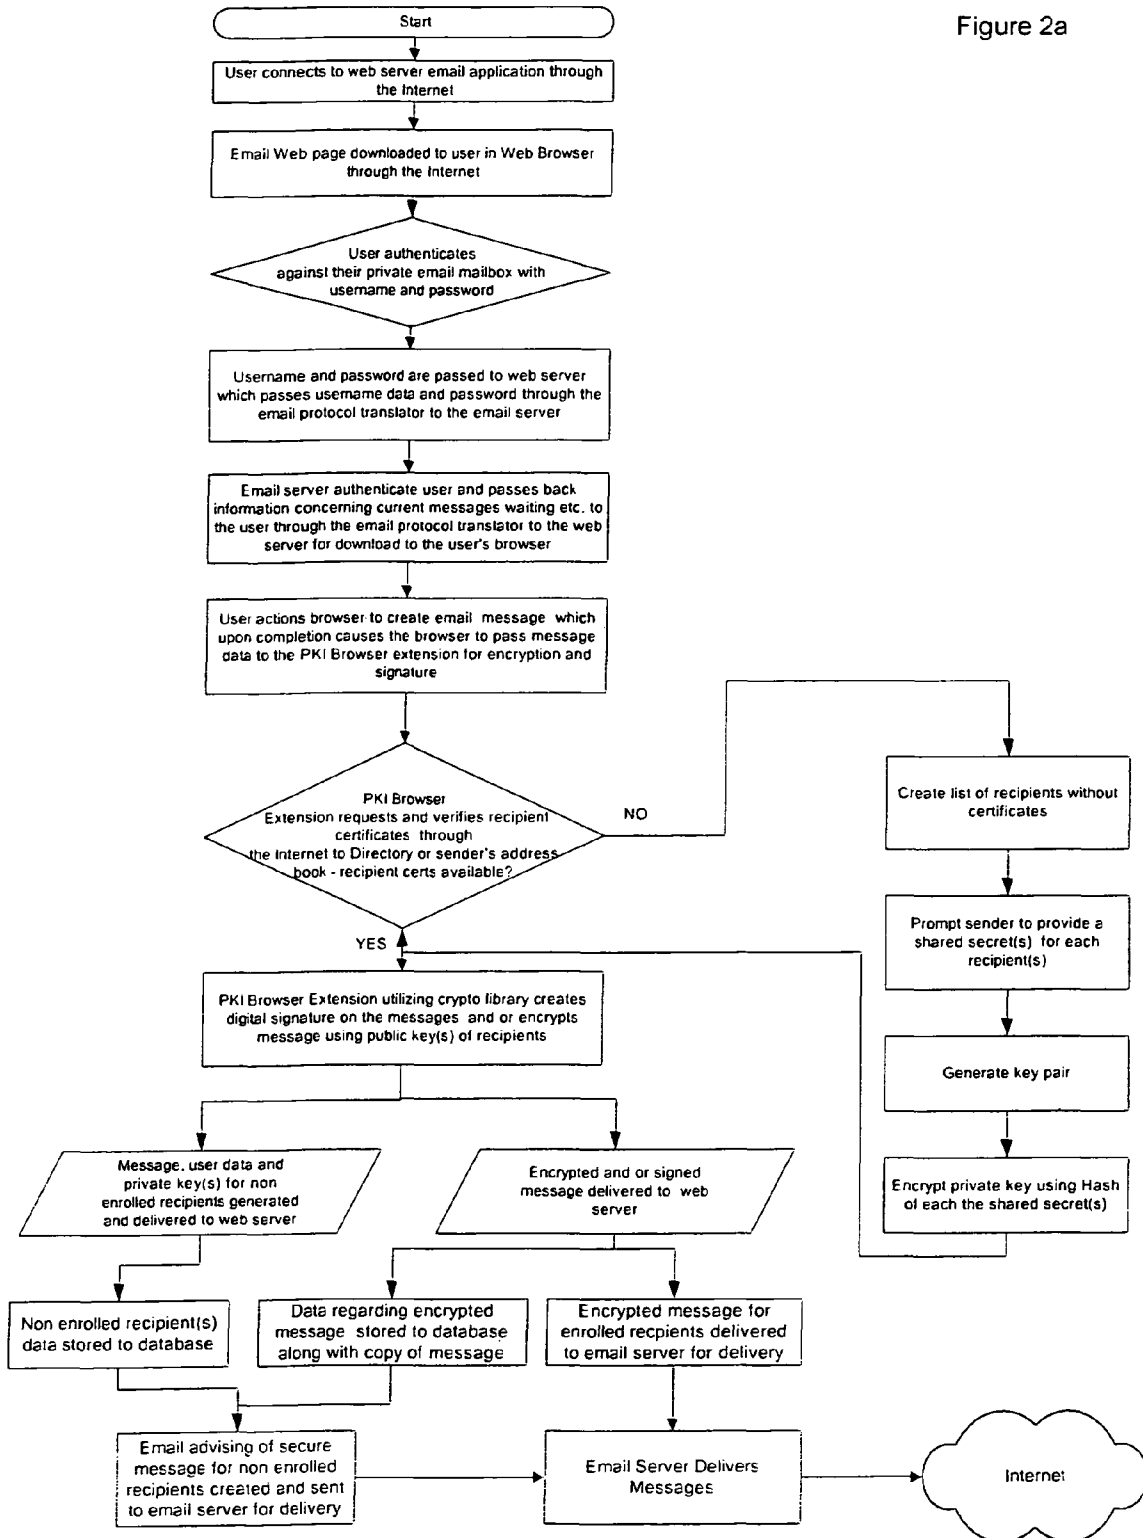 Figure 2a
Start
User connects to web server email application through
the Internet
Email Web page downloaded to user in Web Browser
through the Internet
User authenticates
against their private email mailbox with
username and password
Username and password are passed to web server
which passes username data and password through the
email protocol translator to the email server
Email server authenticate user and passes back
information concerning current messages waiting etc. to
the user through the email protocol translator to the web
server for download to the user's browser
User actions browser to create email message which
upon completion causes the browser to pass message
data to the PKI Browser extension for encryption and
signature
PKI Browser
Extension requests and verifies recipient
certificates through
the Internet to Directory or sender's address
book - recipient certs available?
NO
YES
Create list of recipients without
certificates
Prompt sender to provide a
shared secret(s) for each
recipient(s)
Generate key pair
Encrypt private key using Hash
of each the shared secret(s)
PKI Browser Extension utilizing crypto library creates
digital signature on the messages and or encrypts
message using public key(s) of recipients
Message, user data and
private key(s) for non
enrolled recipients generated
and delivered to web server
Encrypted and or signed
message delivered to web
server
Non enrolled recipient(s)
data stored to database
Data regarding encrypted
message stored to database
along with copy of message
Encrypted message for
enrolled recpients delivered
to email server for delivery
Email advising of secure
message for non enrolled
recipients created and sent
to email server for delivery
Email Server Delivers
Messages
Internet